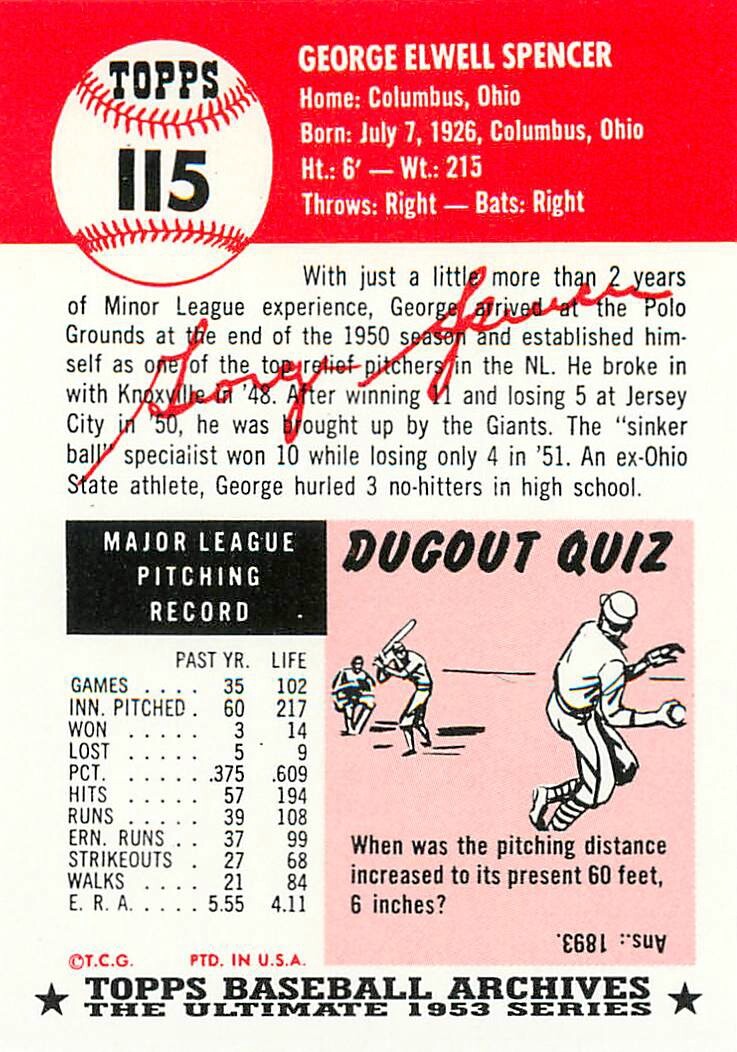 TOPPS
115
GEORGE ELWELL SPENCER
Home: Columbus, Ohio
Born: July 7, 1926, Columbus, Ohio
Ht.: 6' — Wt.: 215
Throws: Right — Bats: Right
With just a little more than 2 years
of Minor League experience, George arrived at the Polo
Grounds at the end of the 1950 season and established him-
self as one of the top relief pitchers in the NL. He broke in
with Knoxville in '48. After winning 11 and losing 5 at Jersey
City in '50, he was brought up by the Giants. The "sinker
ball" specialist won 10 while losing only 4 in '51. An ex-Ohio
State athlete, George hurled 3 no-hitters in high school.
George Spencer
MAJOR LEAGUE
PITCHING
RECORD
PAST YR. LIFE
GAMES . . . . 35 102
INN. PITCHED . 60 217
WON . . . . . 3 14
LOST . . . . . 5 9
PCT. . . . . . .375 .609
HITS . . . . . 57 194
RUNS . . . . . 39 108
ERN. RUNS . . 37 99
STRIKEOUTS . 27 68
WALKS . . . . 21 84
E. R. A. . . . . . 5.55 4.11
DUGOUT QUIZ
When was the pitching distance
increased to its present 60 feet,
6 inches?
Ans.: 1893.
©T.C.G. PTD. IN U.S.A.
★ TOPPS BASEBALL ARCHIVES ★
THE ULTIMATE 1953 SERIES